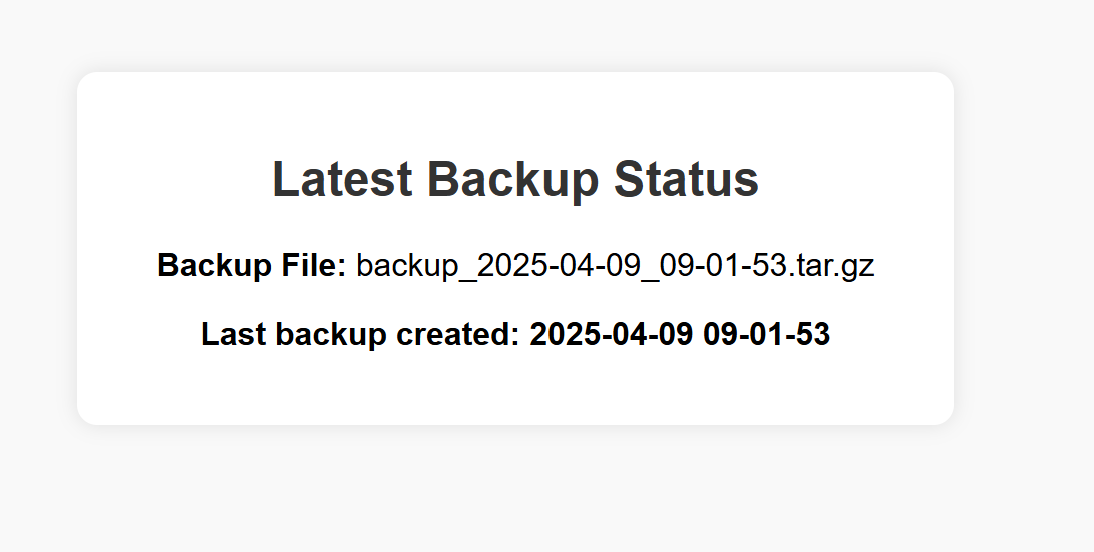 Latest Backup Status
Backup File: backup_2025-04-09_09-01-53.tar.gz
Last backup created: 2025-04-09 09-01-53